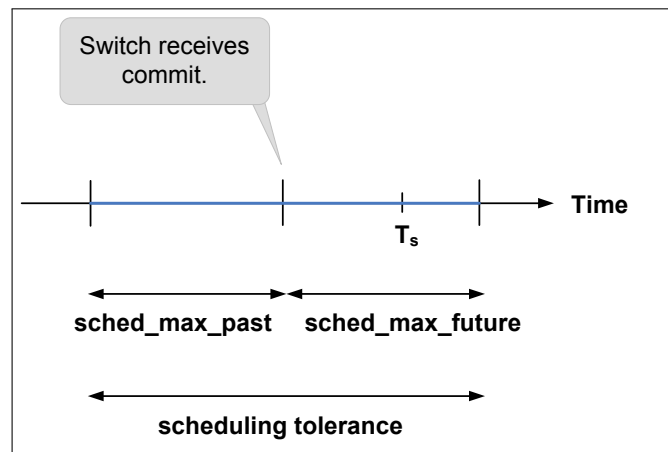 Switch receives
commit.
Time
Tₛ
sched_max_past sched_max_future
scheduling tolerance